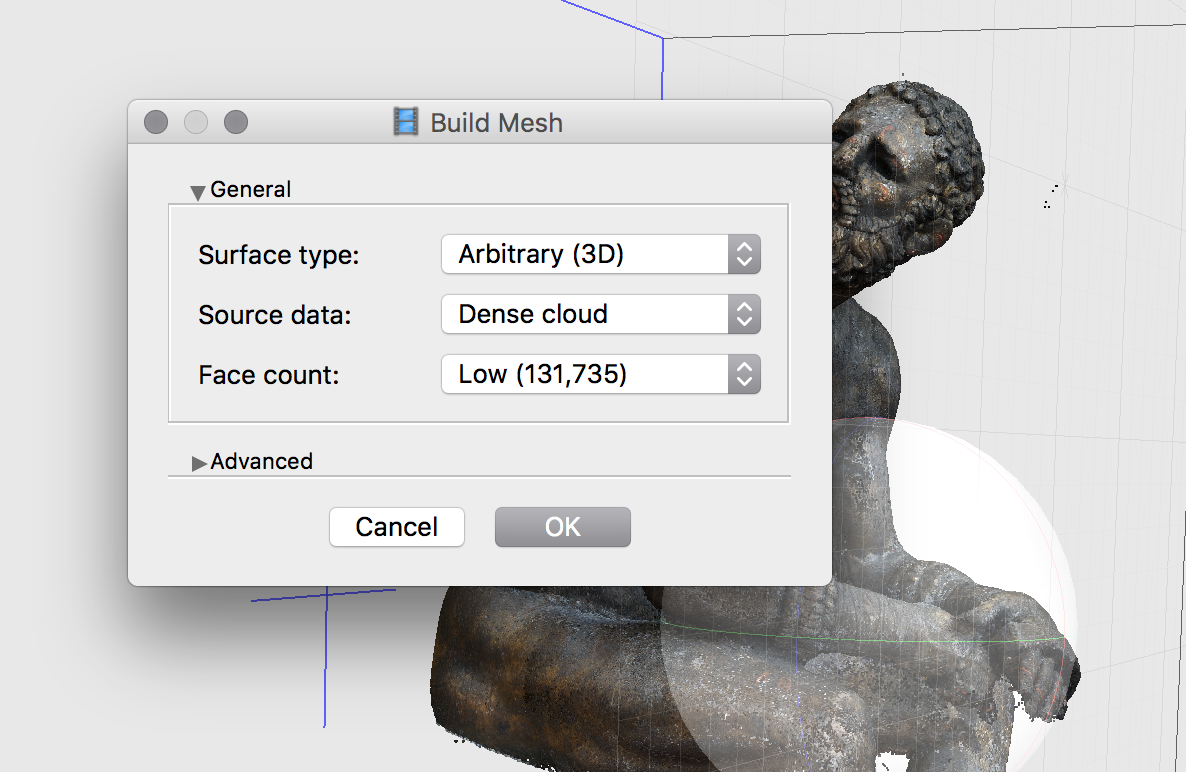 Build Mesh
General
Surface type: Arbitrary (3D)
Source data: Dense cloud
Face count: Low (131,735)
Advanced
Cancel OK